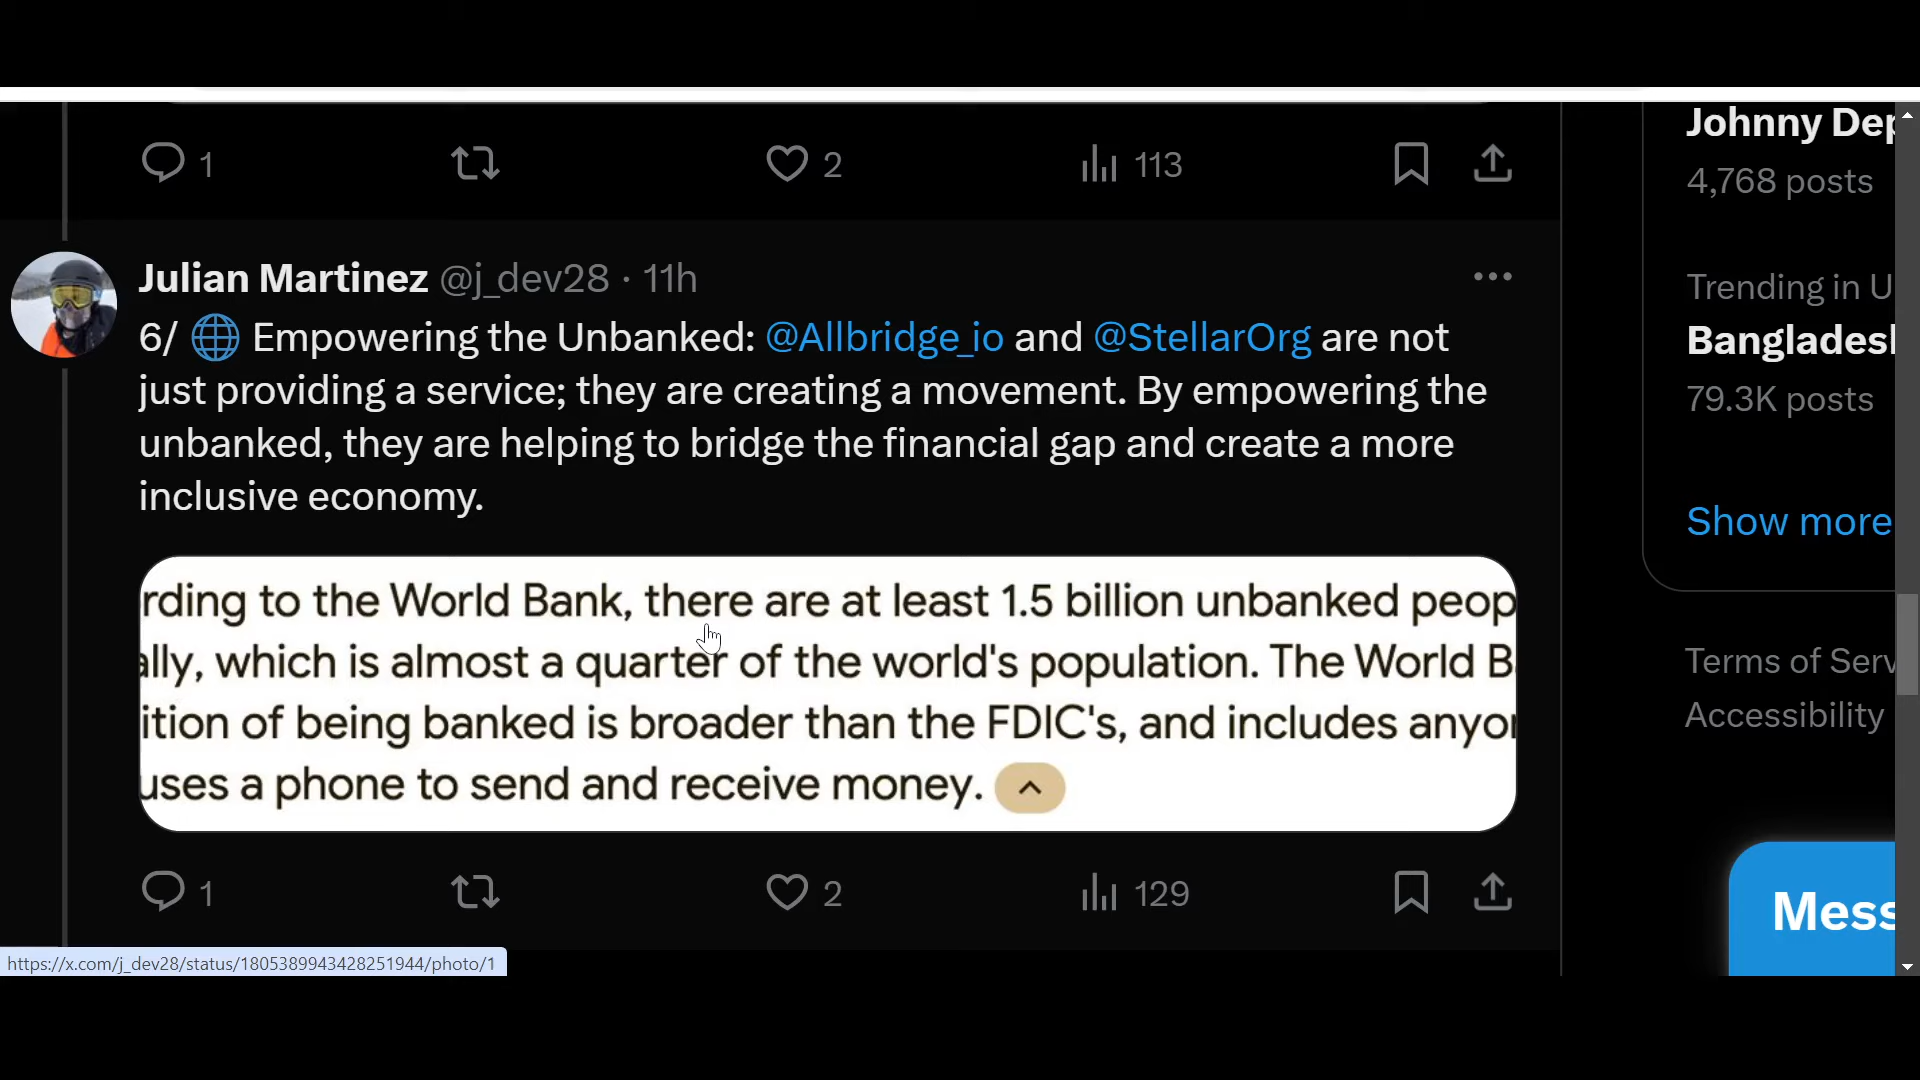 1 2 113
Julian Martinez @j_dev28 · 11h
6/ 🌐 Empowering the Unbanked: @Allbridge_io and @StellarOrg are not
just providing a service; they are creating a movement. By empowering the
unbanked, they are helping to bridge the financial gap and create a more
inclusive economy.
rding to the World Bank, there are at least 1.5 billion unbanked peop
ally, which is almost a quarter of the world's population. The World B
ition of being banked is broader than the FDIC's, and includes anyo
uses a phone to send and receive money.
1 2 129
https://x.com/j_dev28/status/1805389943428251944/photo/1
Johnny Dep
4,768 posts
Trending in U
Bangladesh
79.3K posts
Show more
Terms of Serv
Accessibility
Mess